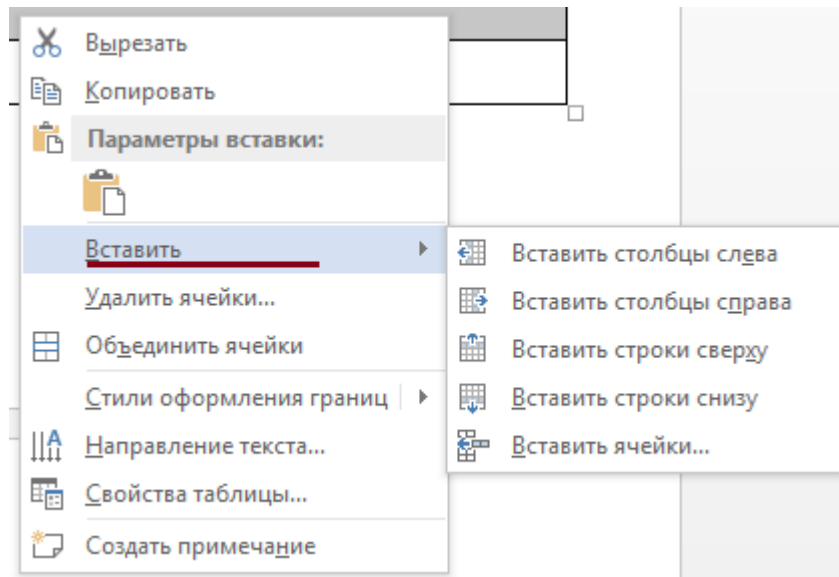 Вырезать
Копировать
Параметры вставки:
Вставить
Удалить ячейки...
Объединить ячейки
Стили оформления границ
Направление текста...
Свойства таблицы...
Создать примечание
Вставить столбцы слева
Вставить столбцы справа
Вставить строки сверху
Вставить строки снизу
Вставить ячейки...